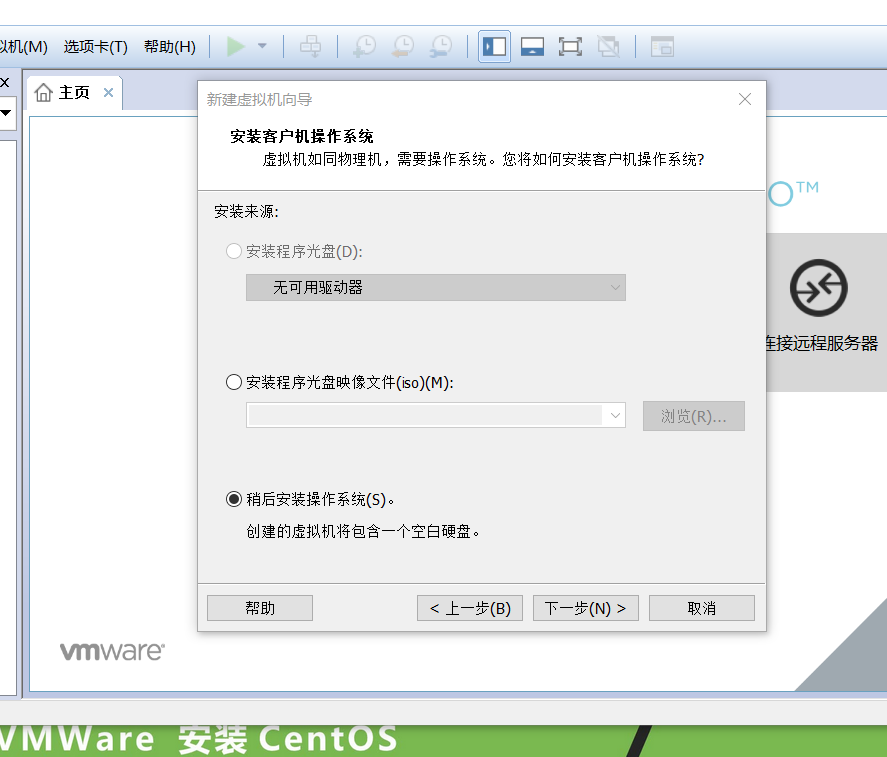 拟机(M) 选项卡(T) 帮助(H)
主页
新建虚拟机向导
安装客户机操作系统
虚拟机如同物理机，需要操作系统。您将如何安装客户机操作系统?
TM
安装来源:
安装程序光盘(D):
无可用驱动器
连接远程服务器
安装程序光盘映像文件(iso)(M):
浏览(R)...
稍后安装操作系统(S)。
创建的虚拟机将包含一个空白硬盘。
帮助 < 上一步(B) 下一步(N) > 取消
vmware
VMWare 安装 CentOS